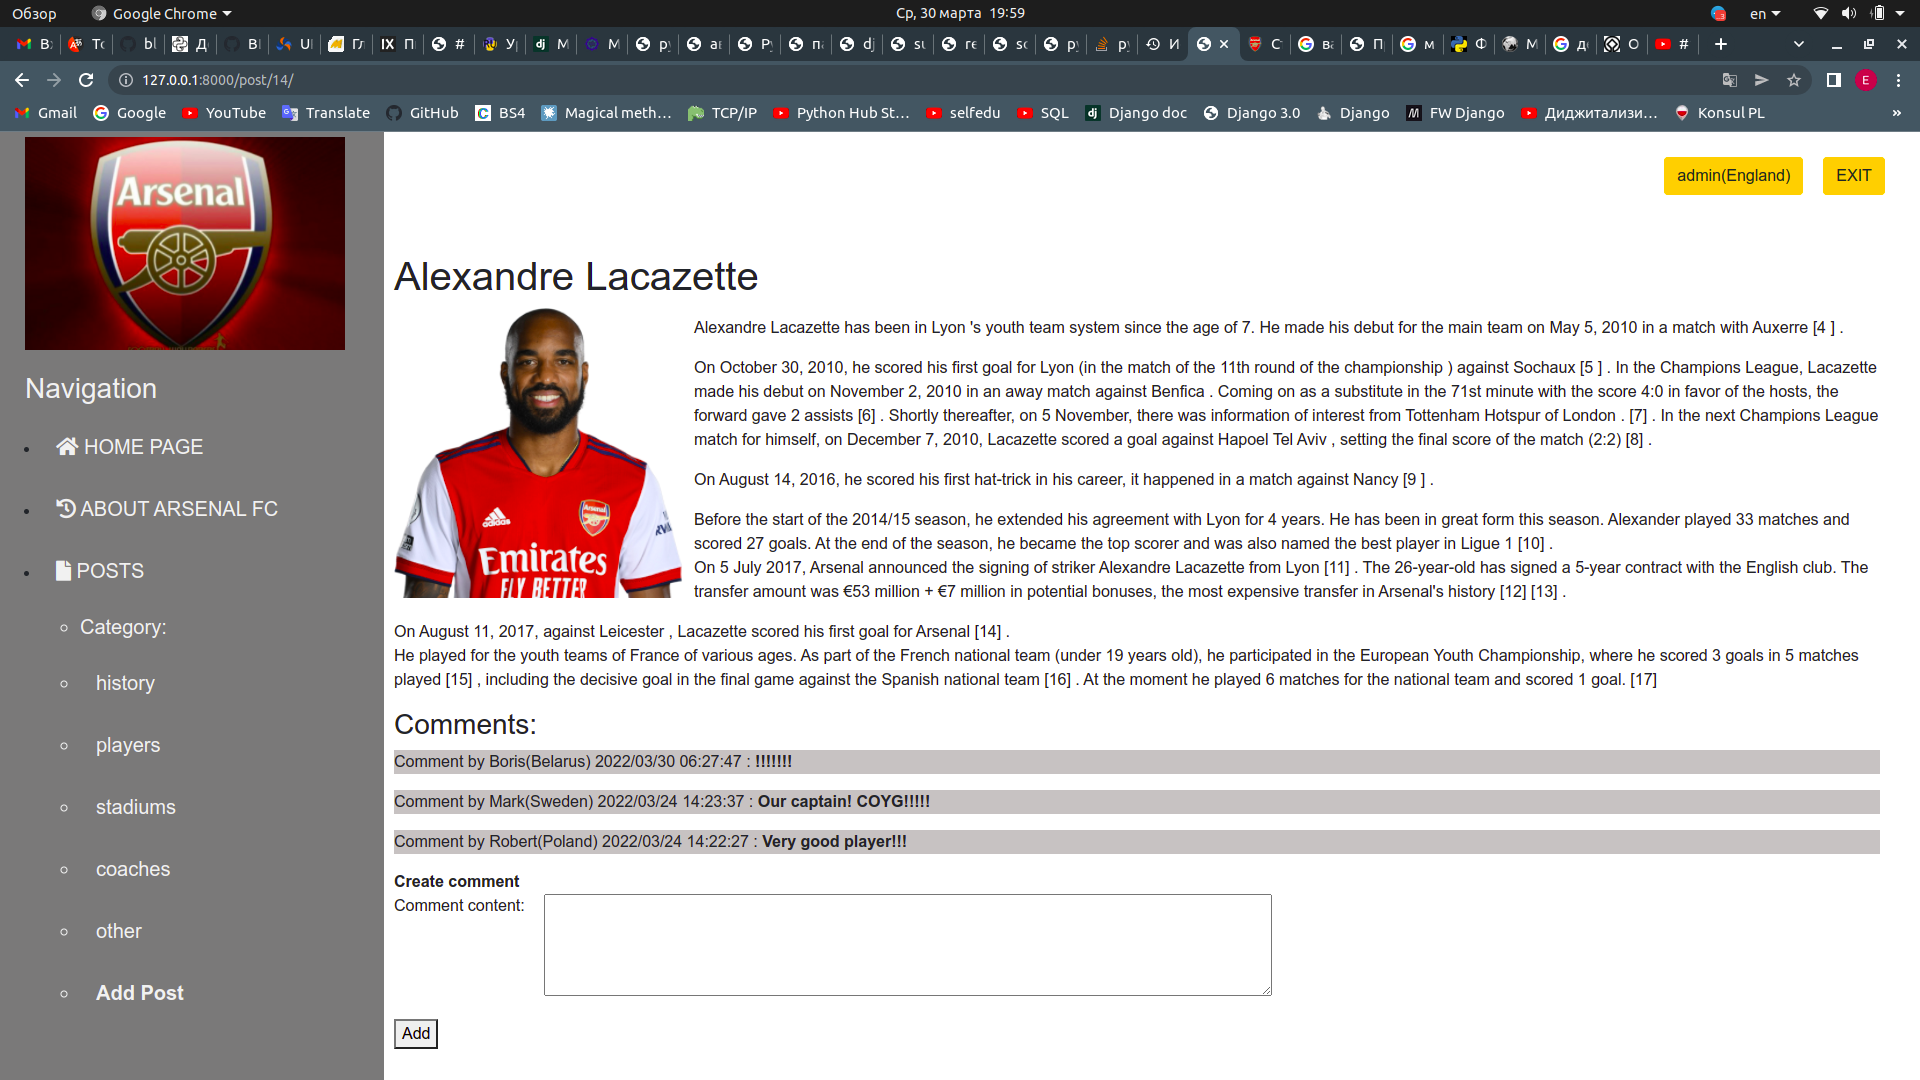 Обзор
Google Chrome
Ср, 30 марта 19:59
en
127.0.0.1:8000/post/14/
Gmail
Google
YouTube
Translate
GitHub
BS4
Magical meth…
TCP/IP
Python Hub St…
selfedu
SQL
Django doc
Django 3.0
Django
FW Django
Диджитализи…
Konsul PL
»
Arsenal
admin(England)
EXIT
Navigation
HOME PAGE
ABOUT ARSENAL FC
POSTS
Category:
history
players
stadiums
coaches
other
Add Post
Alexandre Lacazette
adidas
Emirates
FLY BETTER
Alexandre Lacazette has been in Lyon 's youth team system since the age of 7. He made his debut for the main team on May 5, 2010 in a match with Auxerre [4 ] .
On October 30, 2010, he scored his first goal for Lyon (in the match of the 11th round of the championship ) against Sochaux [5 ] . In the Champions League, Lacazette
made his debut on November 2, 2010 in an away match against Benfica . Coming on as a substitute in the 71st minute with the score 4:0 in favor of the hosts, the
forward gave 2 assists [6] . Shortly thereafter, on 5 November, there was information of interest from Tottenham Hotspur of London . [7] . In the next Champions League
match for himself, on December 7, 2010, Lacazette scored a goal against Hapoel Tel Aviv , setting the final score of the match (2:2) [8] .
On August 14, 2016, he scored his first hat-trick in his career, it happened in a match against Nancy [9 ] .
Before the start of the 2014/15 season, he extended his agreement with Lyon for 4 years. He has been in great form this season. Alexander played 33 matches and
scored 27 goals. At the end of the season, he became the top scorer and was also named the best player in Ligue 1 [10] .
On 5 July 2017, Arsenal announced the signing of striker Alexandre Lacazette from Lyon [11] . The 26-year-old has signed a 5-year contract with the English club. The
transfer amount was €53 million + €7 million in potential bonuses, the most expensive transfer in Arsenal's history [12] [13] .
On August 11, 2017, against Leicester , Lacazette scored his first goal for Arsenal [14] .
He played for the youth teams of France of various ages. As part of the French national team (under 19 years old), he participated in the European Youth Championship, where he scored 3 goals in 5 matches
played [15] , including the decisive goal in the final game against the Spanish national team [16] . At the moment he played 6 matches for the national team and scored 1 goal. [17]
Comments:
Comment by Boris(Belarus) 2022/03/30 06:27:47 : !!!!!!!
Comment by Mark(Sweden) 2022/03/24 14:23:37 : Our captain! COYG!!!!!
Comment by Robert(Poland) 2022/03/24 14:22:27 : Very good player!!!
Create comment
Comment content:
Add